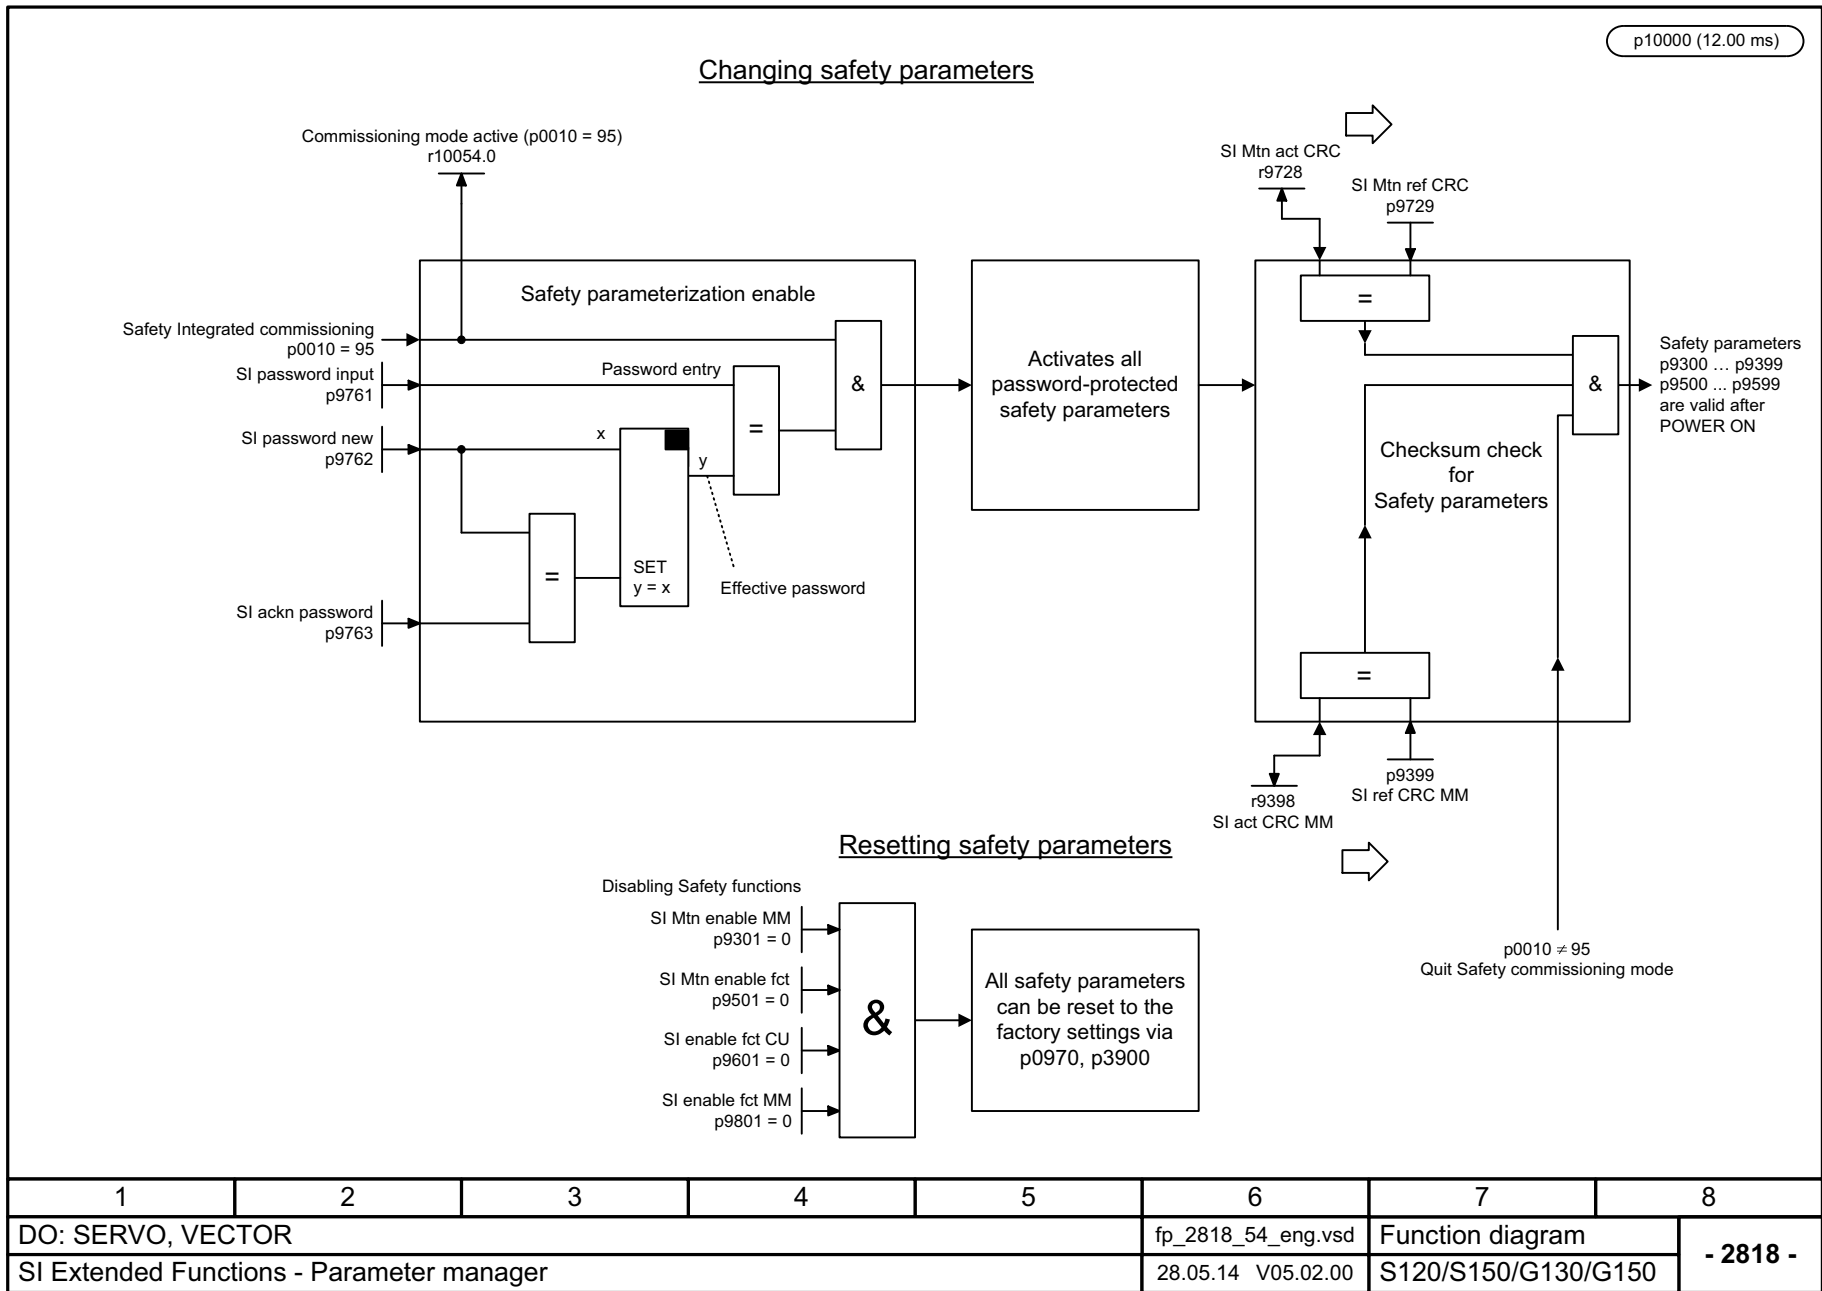 p10000 (12.00 ms)
Changing safety parameters
Commissioning mode active (p0010 = 95)
r10054.0
SI Mtn act CRC
r9728
SI Mtn ref CRC
p9729
Safety parameterization enable
=
Safety Integrated commissioning
p0010 = 95
SI password input
p9761
Password entry
&
Activates all
password-protected
safety parameters
&
Safety parameters
p9300 ... p9399
p9500 ... p9599
are valid after
POWER ON
SI password new
p9762
x
y
=
Checksum check
for
Safety parameters
=
SET
y = x
Effective password
SI ackn password
p9763
=
r9398
SI act CRC MM
p9399
SI ref CRC MM
Resetting safety parameters
Disabling Safety functions
SI Mtn enable MM
p9301 = 0
SI Mtn enable fct
p9501 = 0
SI enable fct CU
p9601 = 0
SI enable fct MM
p9801 = 0
&
All safety parameters
can be reset to the
factory settings via
p0970, p3900
p0010 ≠ 95
Quit Safety commissioning mode
1 2 3 4 5 6 7 8
DO: SERVO, VECTOR
fp_2818_54_eng.vsd
Function diagram
- 2818 -
SI Extended Functions - Parameter manager
28.05.14 V05.02.00
S120/S150/G130/G150